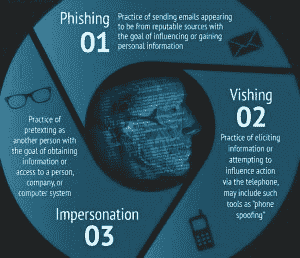 Phishing
01
Practice of sending emails appearing
to be from reputable sources with
the goal of influencing or gaining
personal information
Vishing
02
Practice of eliciting
information or
attempting to
influence action
via the telephone,
may include such
tools as "phone
spoofing"
Practice of
pretexting as
another person with
the goal of obtaining
information or
access to a person,
company, or
computer system
Impersonation
03